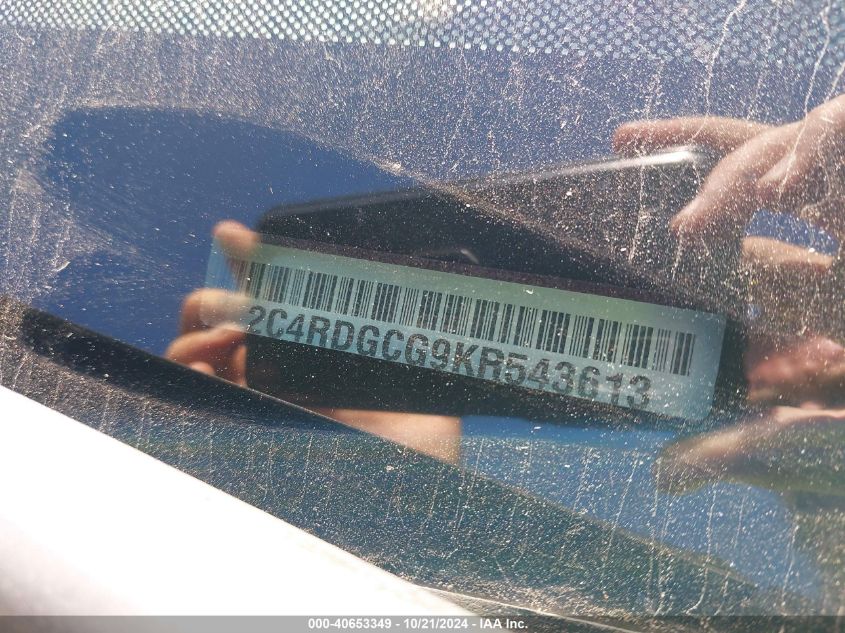 2C4RDGCG9KR543613
000-40653349 - 10/21/2024 - IAA Inc.